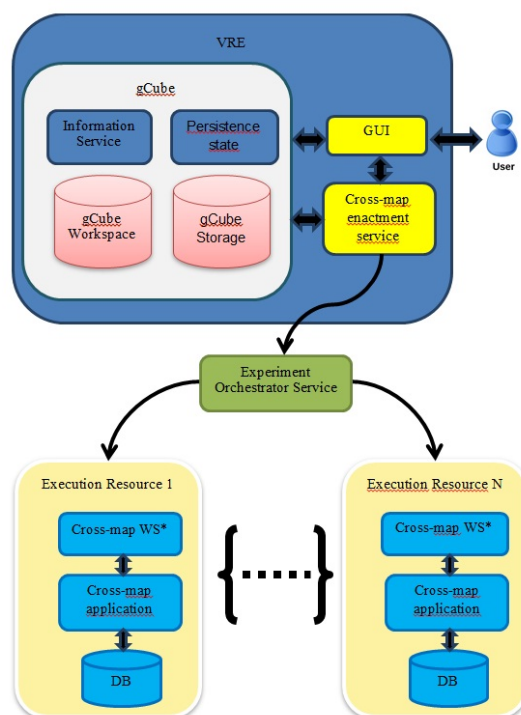 VRE
gCube
Information
Service
Persistence
state
GUI
User
gCube
Workspace
gCube
Storage
Cross-map
enactment
service
Experiment
Orchestrator Service
Execution Resource 1
Cross-map WS*
Cross-map
application
DB
Execution Resource N
Cross-map WS*
Cross-map
application
DB